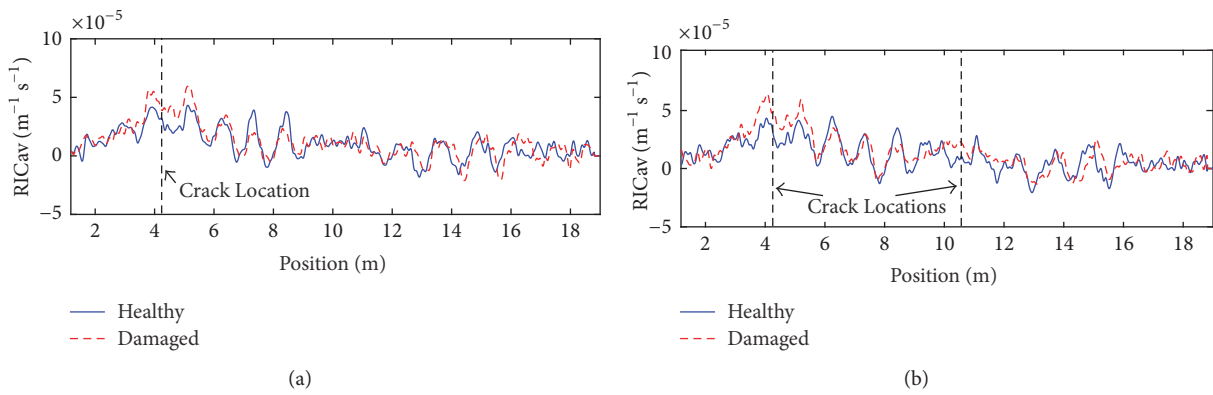 ×10⁻⁵
10
5
0
−5
RICav (m⁻¹ s⁻¹)
Crack Location
2 4 6 8 10 12 14 16 18
Position (m)
Healthy
Damaged
(a)
×10⁻⁵
10
5
0
−5
RICav (m⁻¹ s⁻¹)
Crack Locations
2 4 6 8 10 12 14 16 18
Position (m)
Healthy
Damaged
(b)